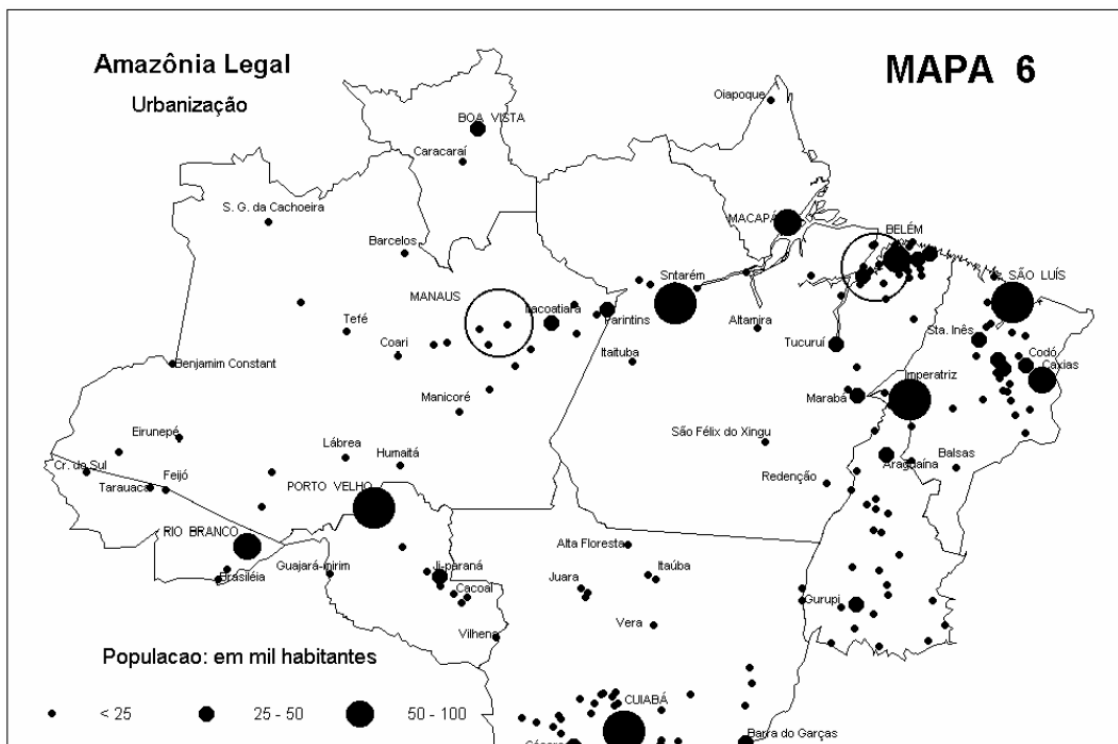 Amazônia Legal
MAPA 6
Urbanização
Oiapoque
BOA VISTA
Caracaraí
S. G. da Cachoeira
MACAPÁ
BELÉM
Barcelos
Sntarém
SÃO LUÍS
MANAUS
Itacoatiara
Parintins
Altamira
Tefé
Sta. Inês
Tucuruí
Coari
Itaituba
Codó
Benjamim Constant
Caxias
Imperatriz
Manicoré
Marabá
Eirunepé
São Félix do Xingu
Lábrea
Humaitá
Balsas
Cr. do Sul
Araguaína
Feijó
Redenção
Tarauaca
PORTO VELHO
RIO BRANCO
Alta Floresta
Guajará-mirim
Ji-paraná
Itaúba
Brasiléia
Juara
Cacoal
Gurupi
Vera
Vilhena
Populacao: em mil habitantes
CUIABÁ
< 25
25 - 50
50 - 100
Barra do Garças